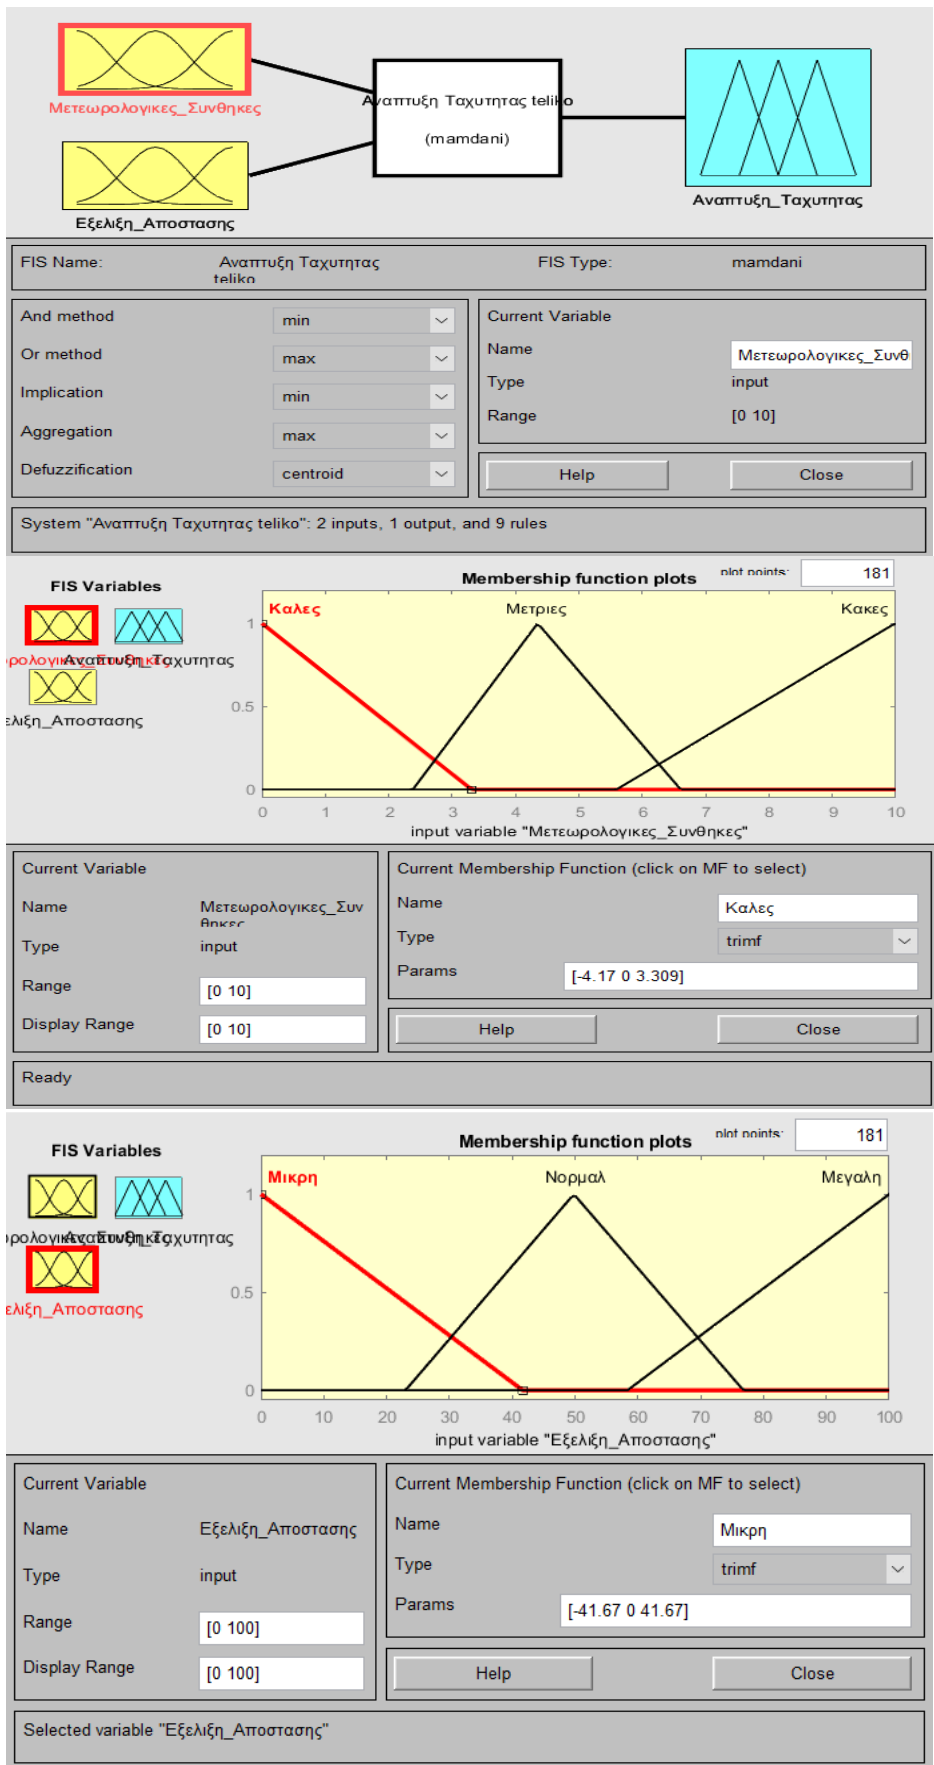 Μετεωρολογικες_Συνθηκες
Αναπτυξη Ταχυτητας teliko
(mamdani)
Εξελιξη_Αποστασης
Αναπτυξη_Ταχυτητας
FIS Name: Αναπτυξη Ταχυτητας teliko FIS Type: mamdani
And method min
Or method max
Implication min
Aggregation max
Defuzzification centroid
Current Variable
Name Μετεωρολογικες_Συνθ
Type input
Range [0 10]
Help Close
System "Αναπτυξη Ταχυτητας teliko": 2 inputs, 1 output, and 9 rules
FIS Variables
Αναπτυξη_Ταχυτητας
ελιξη_Αποστασης
Membership function plots plot points: 181
Καλες Μετριες Κακες
1
0.5
0
0 1 2 3 4 5 6 7 8 9 10
input variable "Μετεωρολογικες_Συνθηκες"
Current Variable
Name Μετεωρολογικες_Συν
θηκες
Type input
Range [0 10]
Display Range [0 10]
Current Membership Function (click on MF to select)
Name Καλες
Type trimf
Params [-4.17 0 3.309]
Help Close
Ready
FIS Variables
ελιξη_Αποστασης
Membership function plots plot points: 181
Μικρη Νορμαλ Μεγαλη
1
0.5
0
0 10 20 30 40 50 60 70 80 90 100
input variable "Εξελιξη_Αποστασης"
Current Variable
Name Εξελιξη_Αποστασης
Type input
Range [0 100]
Display Range [0 100]
Current Membership Function (click on MF to select)
Name Μικρη
Type trimf
Params [-41.67 0 41.67]
Help Close
Selected variable "Εξελιξη_Αποστασης"